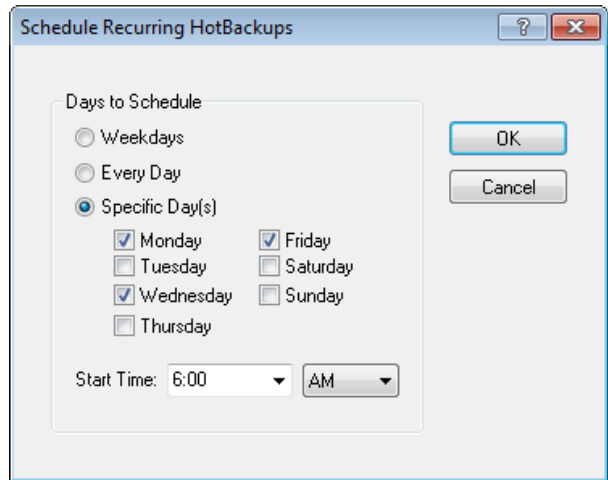 Schedule Recurring HotBackups
Days to Schedule
Weekdays
OK
Every Day
Cancel
Specific Day(s)
Monday Friday
Tuesday Saturday
Wednesday Sunday
Thursday
Start Time: 6:00 AM